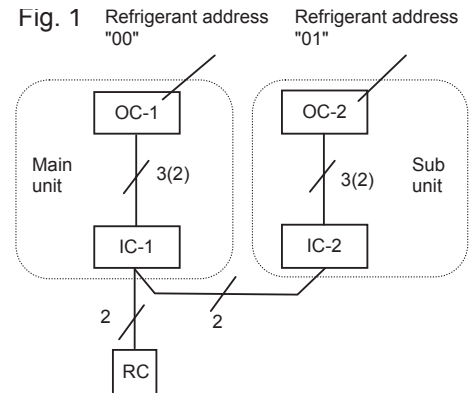 Fig. 1
Refrigerant address
"00"
Refrigerant address
"01"
OC-1
OC-2
Main
unit
3(2)
3(2)
Sub
unit
IC-1
IC-2
2
2
RC